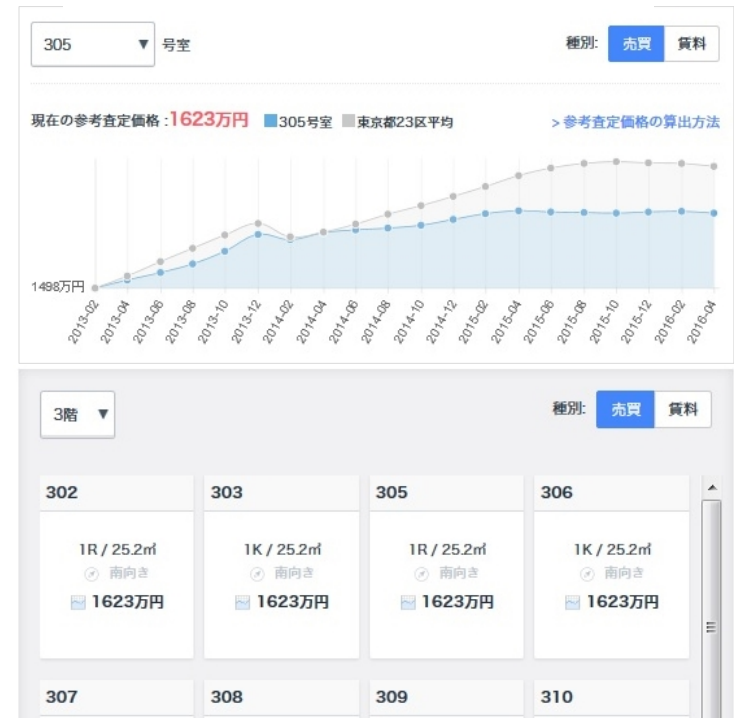 305 ▼ 号室 種別: 売買 賃料
現在の参考査定価格 :1623万円 305号室 東京都23区平均 > 参考査定価格の算出方法
1498万円
2013-02 2013-04 2013-06 2013-08 2013-10 2013-12 2014-02 2014-04 2014-06 2014-08 2014-10 2014-12 2015-02 2015-04 2015-06 2015-08 2015-10 2015-12 2016-02 2016-04
3階 ▼ 種別: 売買 賃料
302 303 305 306
1R / 25.2㎡ 1K / 25.2㎡ 1R / 25.2㎡ 1K / 25.2㎡
南向き 南向き 南向き 南向き
1623万円 1623万円 1623万円 1623万円
307 308 309 310